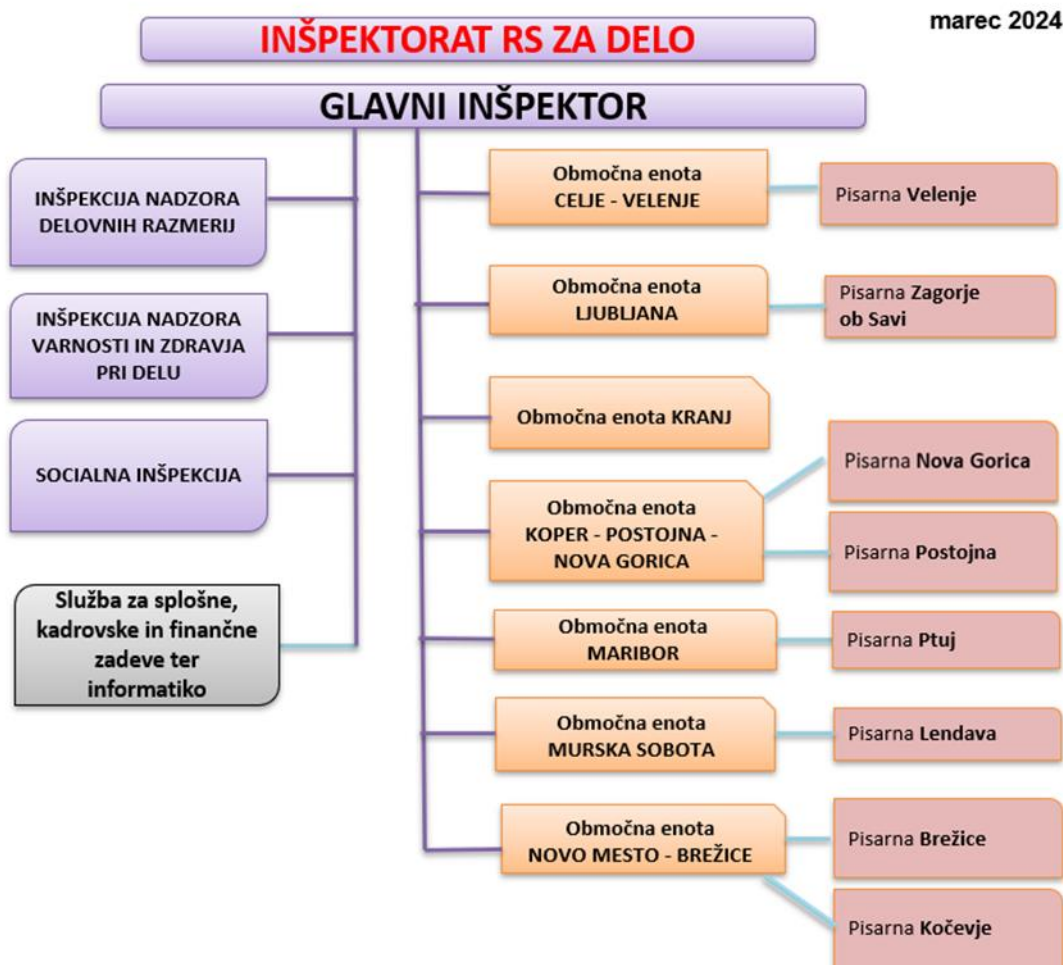 marec 2024
INŠPEKTORAT RS ZA DELO
GLAVNI INŠPEKTOR
INŠPEKCIJA NADZORA
DELOVNIH RAZMERIJ
INŠPEKCIJA NADZORA
VARNOSTI IN ZDRAVJA
PRI DELU
SOCIALNA INŠPEKCIJA
Služba za splošne,
kadrovske in finančne
zadeve ter
informatiko
Območna enota
CELJE - VELENJE
Pisarna Velenje
Območna enota
LJUBLJANA
Pisarna Zagorje
ob Savi
Območna enota KRANJ
Območna enota
KOPER - POSTOJNA -
NOVA GORICA
Pisarna Nova Gorica
Pisarna Postojna
Območna enota
MARIBOR
Pisarna Ptuj
Območna enota
MURSKA SOBOTA
Pisarna Lendava
Območna enota
NOVO MESTO - BREŽICE
Pisarna Brežice
Pisarna Kočevje